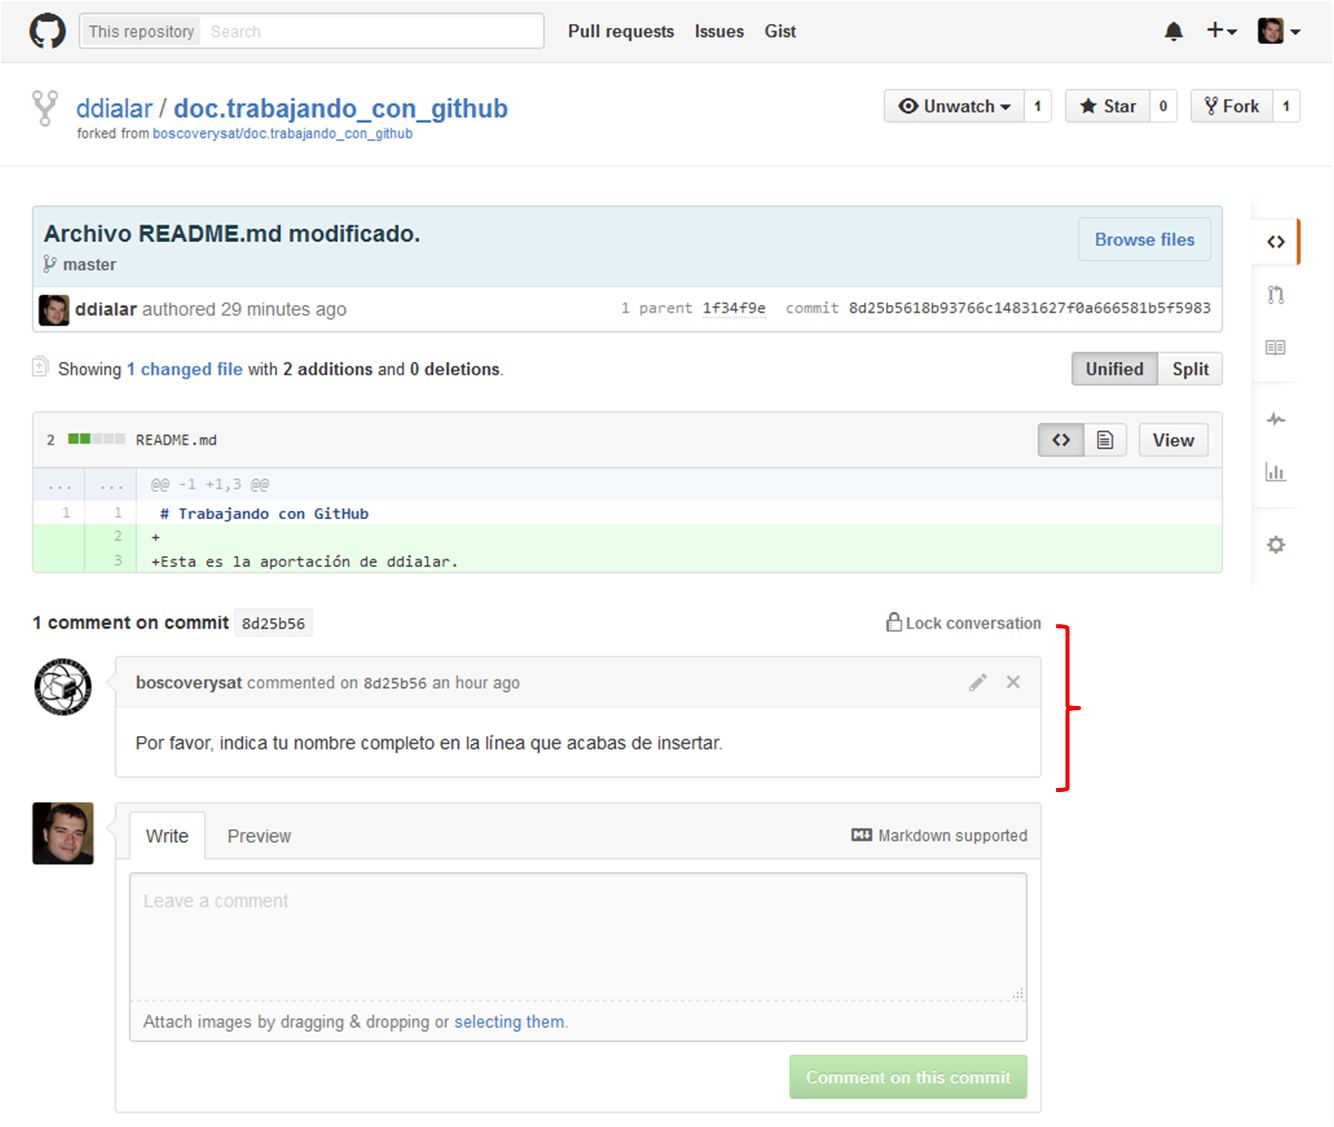 This repository Search Pull requests Issues Gist
ddialar / doc.trabajando_con_github
Unwatch 1 Star 0 Fork 1
forked from boscoverysat/doc.trabajando_con_github
Archivo README.md modificado.
Browse files
master
ddialar authored 29 minutes ago 1 parent 1f34f9e commit 8d25b5618b93766c14831627f0a666581b5f5983
Showing 1 changed file with 2 additions and 0 deletions.
Unified Split
2 README.md View
... ... @@ -1 +1,3 @@
1 1 # Trabajando con GitHub
2 +
3 +Esta es la aportación de ddialar.
1 comment on commit 8d25b56 Lock conversation
boscoverysat commented on 8d25b56 an hour ago
Por favor, indica tu nombre completo en la línea que acabas de insertar.
Write Preview Markdown supported
Leave a comment
Attach images by dragging & dropping or selecting them.
Comment on this commit